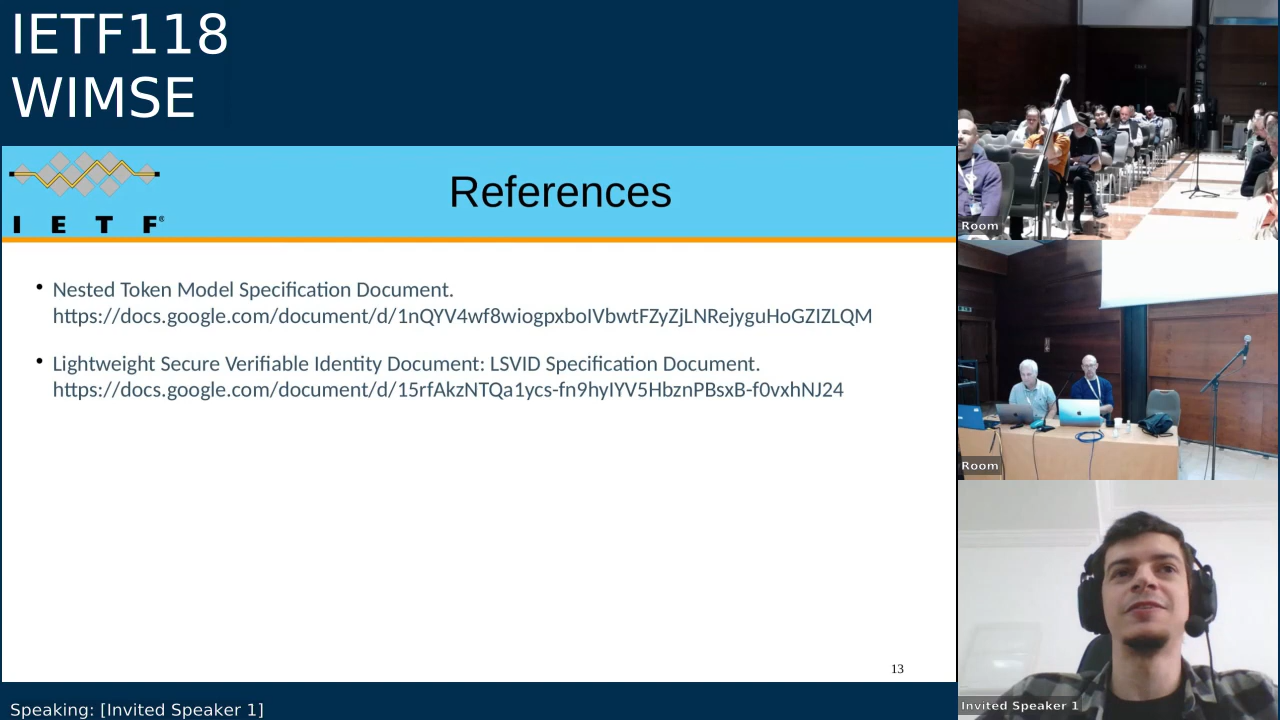 IETF118
WIMSE
I E T F®
References
• Nested Token Model Specification Document.
https://docs.google.com/document/d/1nQYV4wf8wiogpxboIVbwtFZyZjLNRejyguHoGZIZLQM
• Lightweight Secure Verifiable Identity Document: LSVID Specification Document.
https://docs.google.com/document/d/15rfAkzNTQa1ycs-fn9hyIYV5HbznPBsxB-f0vxhNJ24
13
Speaking: [Invited Speaker 1]
Room
Room
Invited Speaker 1